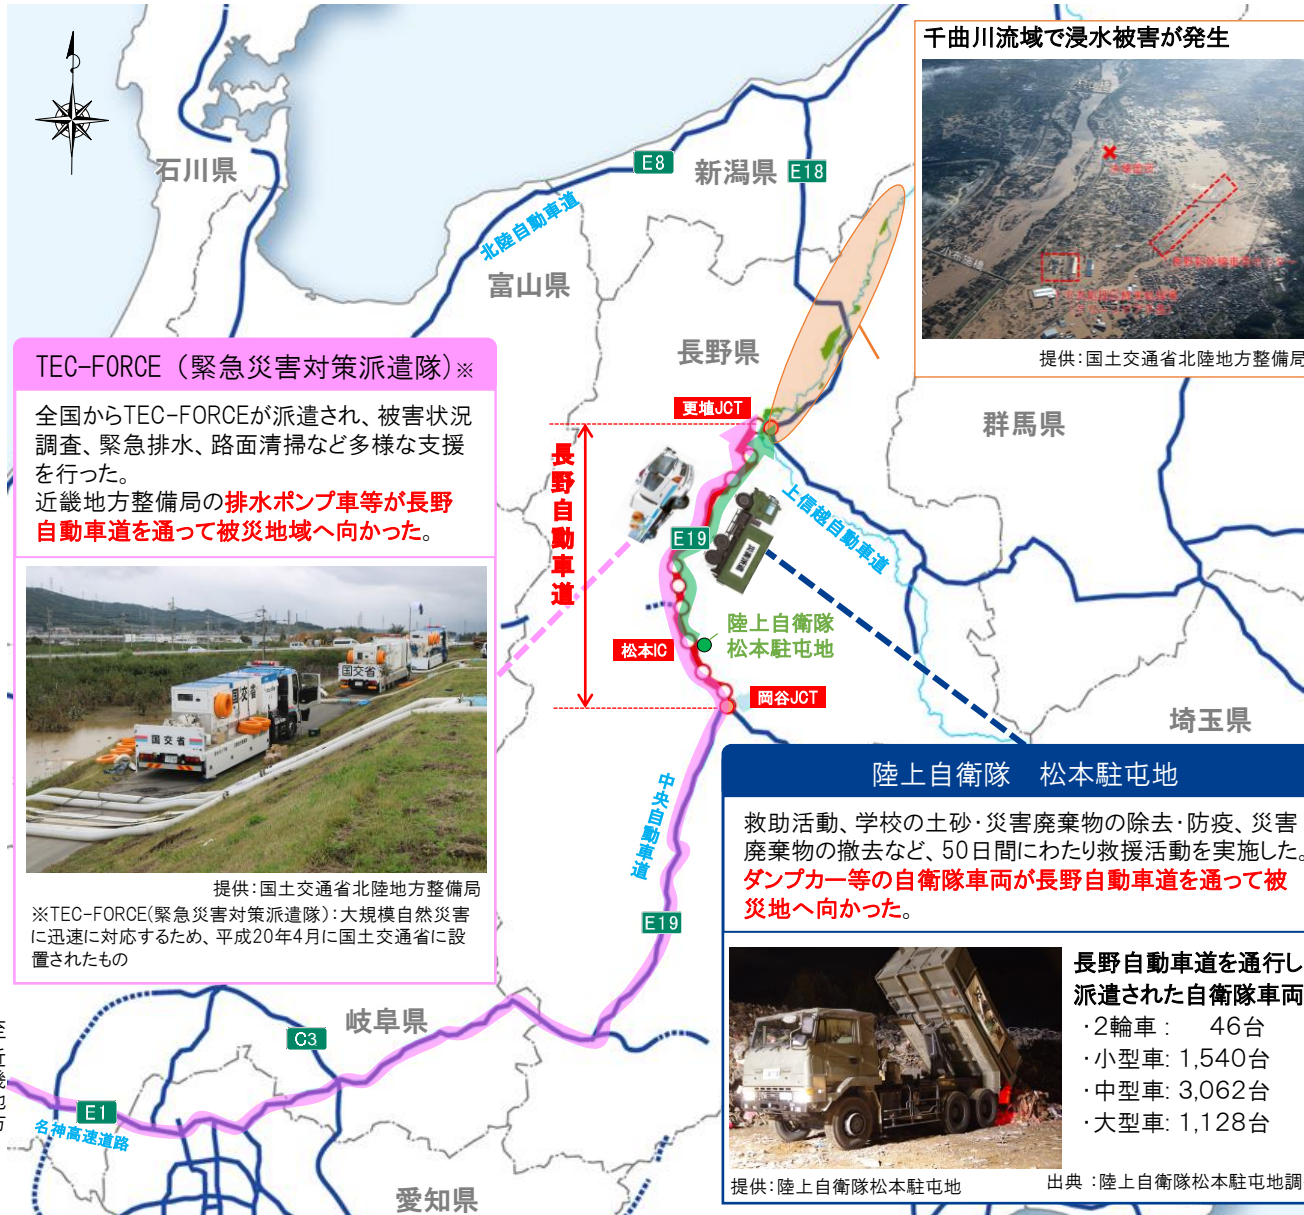 千曲川流域で浸水被害が発生
提供：国土交通省北陸地方整備局
石川県
新潟県
富山県
長野県
群馬県
埼玉県
岐阜県
愛知県
E8
E18
北陸自動車道
TEC-FORCE（緊急災害対策派遣隊）※
全国からTEC-FORCEが派遣され、被害状況
調査、緊急排水、路面清掃など多様な支援
を行った。
近畿地方整備局の排水ポンプ車等が長野
自動車道を通って被災地域へ向かった。
国交省
国交省
国交省
提供：国土交通省北陸地方整備局
※TEC-FORCE(緊急災害対策派遣隊）：大規模自然災害
に迅速に対応するため、平成20年4月に国土交通省に設
置されたもの
更埴JCT
長野自動車道
E19
上信越自動車道
災害派遣
陸上自衛隊
松本駐屯地
松本IC
岡谷JCT
中央自動車道
E19
C3
E1
名神高速道路
至 近畿地方
陸上自衛隊　松本駐屯地
救助活動、学校の土砂・災害廃棄物の除去・防疫、災害
廃棄物の撤去など、50日間にわたり救援活動を実施した。
ダンプカー等の自衛隊車両が長野自動車道を通って被
災地へ向かった。
長野自動車道を通行し
派遣された自衛隊車両
・2輪車： 46台
・小型車：1,540台
・中型車：3,062台
・大型車：1,128台
提供：陸上自衛隊松本駐屯地
出典：陸上自衛隊松本駐屯地調